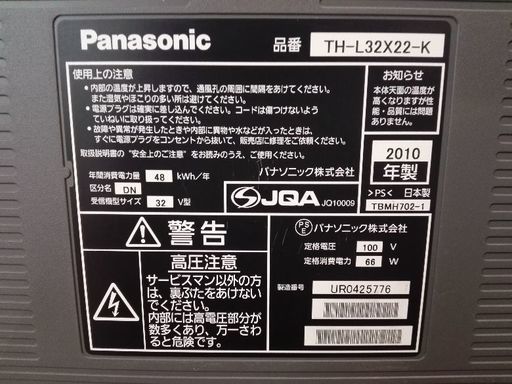 Panasonic
品番 TH-L32X22-K
使用上の注意
●内部の温度が上昇しますので、通風孔の周囲に間隔をあけてください。
また湿気やほこりの多い所は避けてください。
●電源プラグは確実に差し込んでください。コードは傷つけないよう
ていねいに取り扱ってください。
●故障や異常が発生したときや内部に異物や水などが入ったときは、
すぐに電源プラグをコンセントから抜いて、販売店に修理をご依頼ください。
取扱説明書の"安全上のご注意"をお読みのうえ、ご使用ください。
お知らせ
本体天面の温度が
高くなりますが性能
・品質には問題
ありません。
年間消費電力量 48 kWh/年
区分名 DN
受信機型サイズ 32 V型
パナソニック株式会社
SJQA JQ10009
2010
年製
>PS< 日本製
TBMH702-1
警告
高圧注意
サービスマン以外の方
は、裏ぶたをあけない
でください。
内部には高電圧部分が
数多くあり、万一さわ
ると危険です。
PSE パナソニック株式会社
定格電圧 100 V
定格消費電力 66 W
製造番号 UR0425776